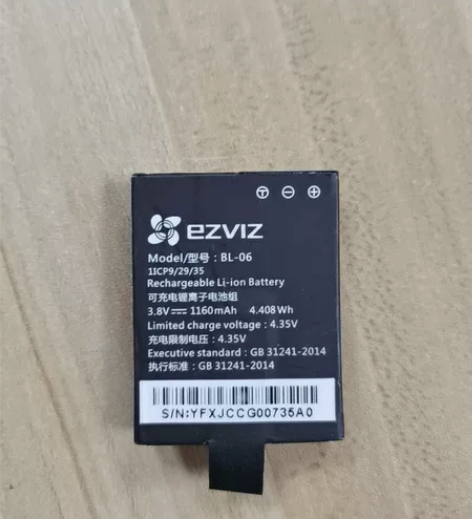 T − +
ezviz
Model/型号：BL-06
1ICP9/29/35
Rechargeable Li-ion Battery
可充电锂离子电池组
3.8V⎓ 1160mAh 4.408Wh
Limited charge voltage : 4.35V
充电限制电压：4.35V
Executive standard : GB 31241-2014
执行标准：GB 31241-2014
S/N:YFXJCCG00735A0